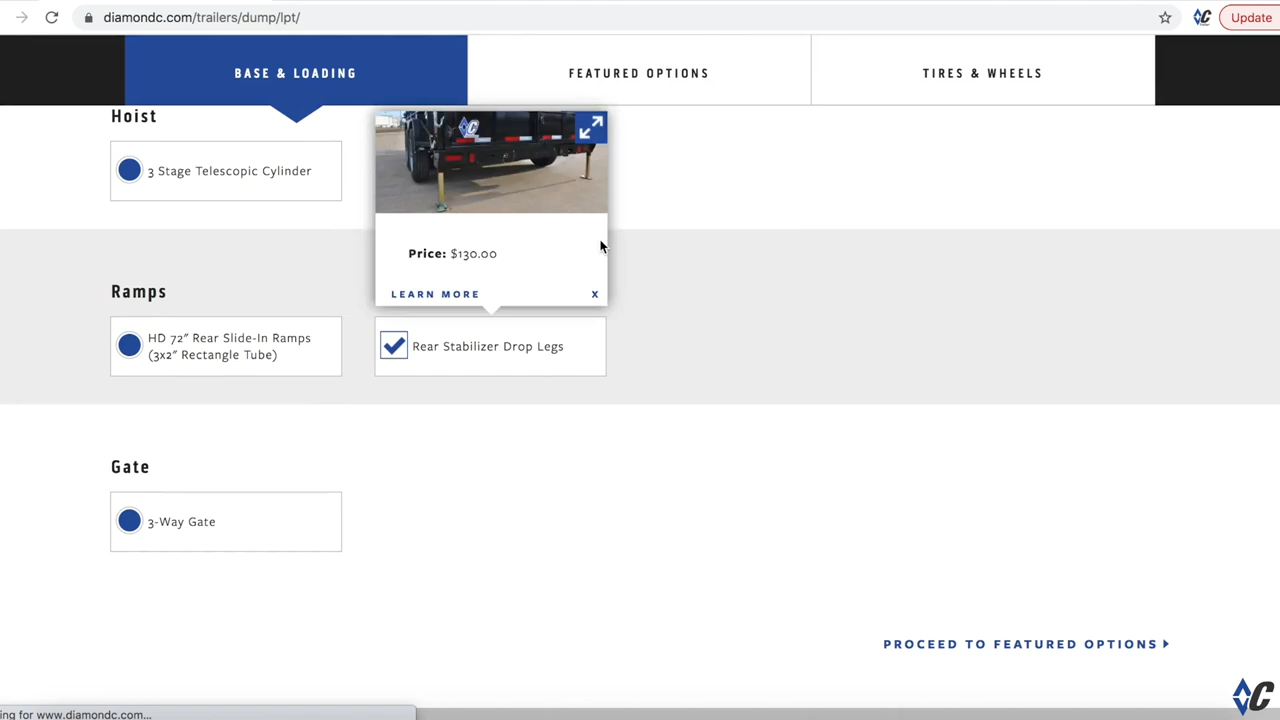 diamondc.com/trailers/dump/lpt/
Update
BASE & LOADING
FEATURED OPTIONS
TIRES & WHEELS
Hoist
3 Stage Telescopic Cylinder
Price: $130.00
LEARN MORE
X
Ramps
HD 72" Rear Slide-In Ramps
(3x2" Rectangle Tube)
Rear Stabilizer Drop Legs
Gate
3-Way Gate
PROCEED TO FEATURED OPTIONS
ing for www.diamondc.com...